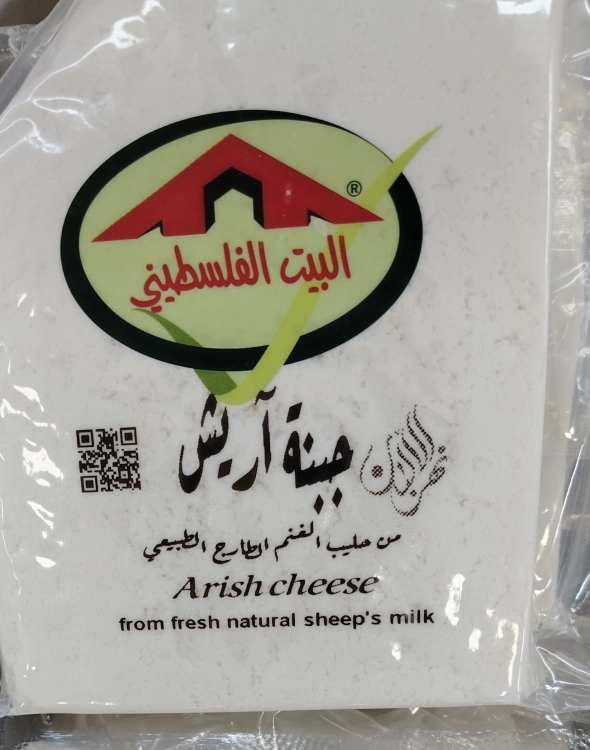 ®
البيت الفلسطيني
جبنة آريش
من حليب الغنم الطازج الطبيعي
Arish cheese
from fresh natural sheep's milk